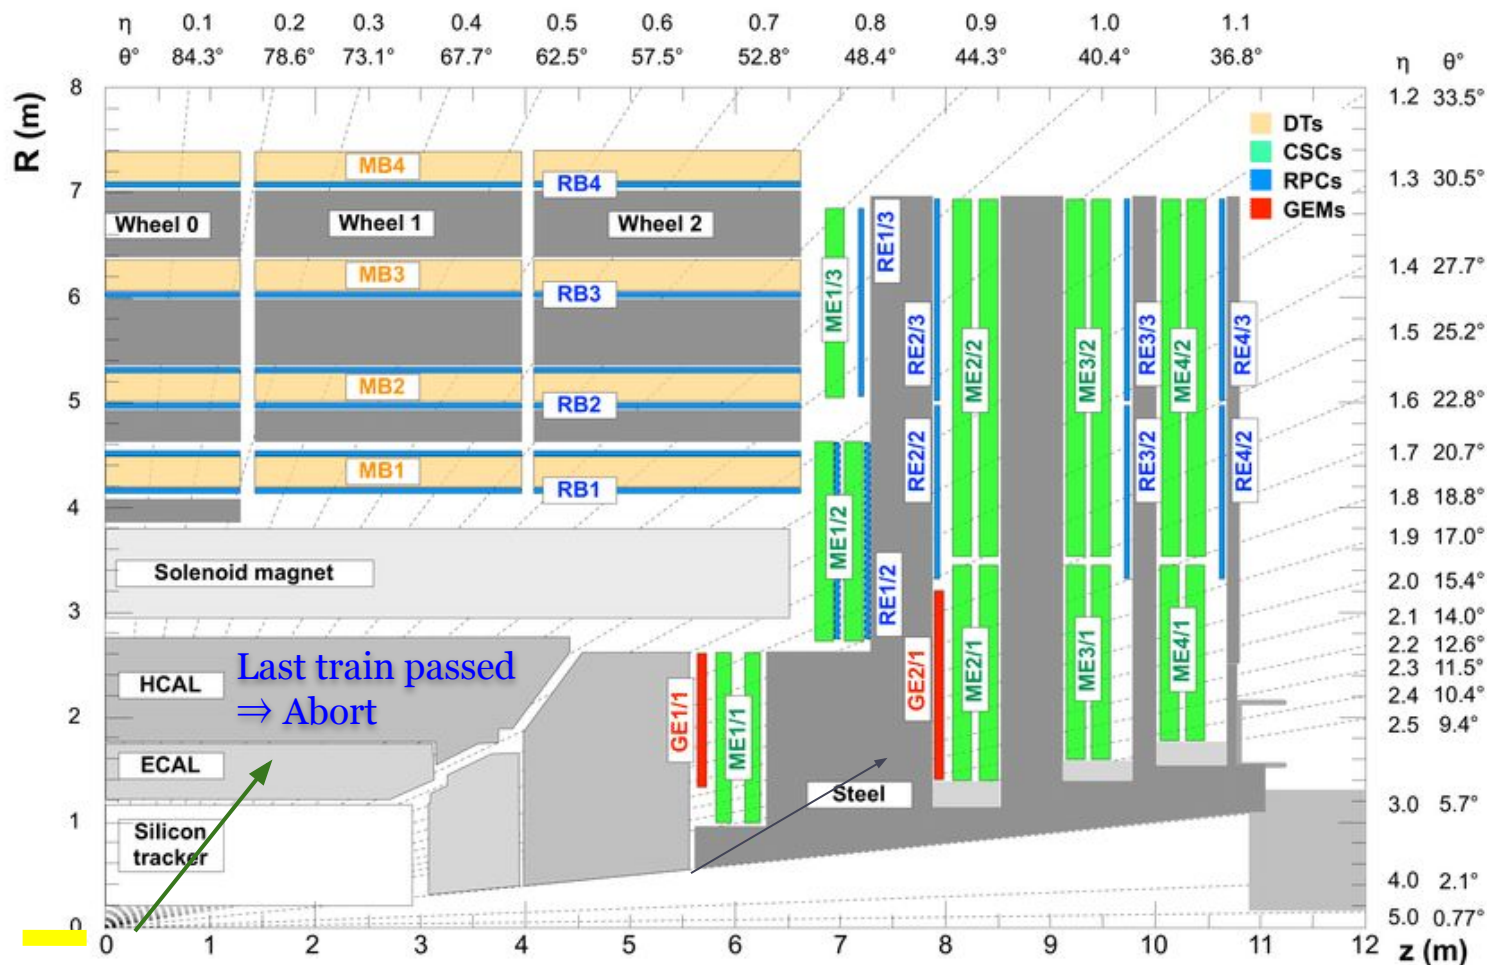 η 0.1 0.2 0.3 0.4 0.5 0.6 0.7 0.8 0.9 1.0 1.1
θ° 84.3° 78.6° 73.1° 67.7° 62.5° 57.5° 52.8° 48.4° 44.3° 40.4° 36.8° η θ°
R (m)
8
7
6
5
4
3
2
1
0
1.2 33.5°
1.3 30.5°
1.4 27.7°
1.5 25.2°
1.6 22.8°
1.7 20.7°
1.8 18.8°
1.9 17.0°
2.0 15.4°
2.1 14.0°
2.2 12.6°
2.3 11.5°
2.4 10.4°
2.5 9.4°
3.0 5.7°
4.0 2.1°
5.0 0.77°
DTs
CSCs
RPCs
GEMs
MB4
RB4
Wheel 0
Wheel 1
Wheel 2
MB3
RB3
MB2
RB2
MB1
RB1
Solenoid magnet
HCAL
Last train passed
⇒ Abort
ECAL
Silicon
tracker
Steel
ME1/3
RE1/3
ME1/2
RE1/2
GE1/1
ME1/1
RE2/3
RE2/2
GE2/1
ME2/2
ME2/1
ME3/2
ME3/1
RE3/3
RE3/2
ME4/2
ME4/1
RE4/3
RE4/2
0 1 2 3 4 5 6 7 8 9 10 11 12 z (m)